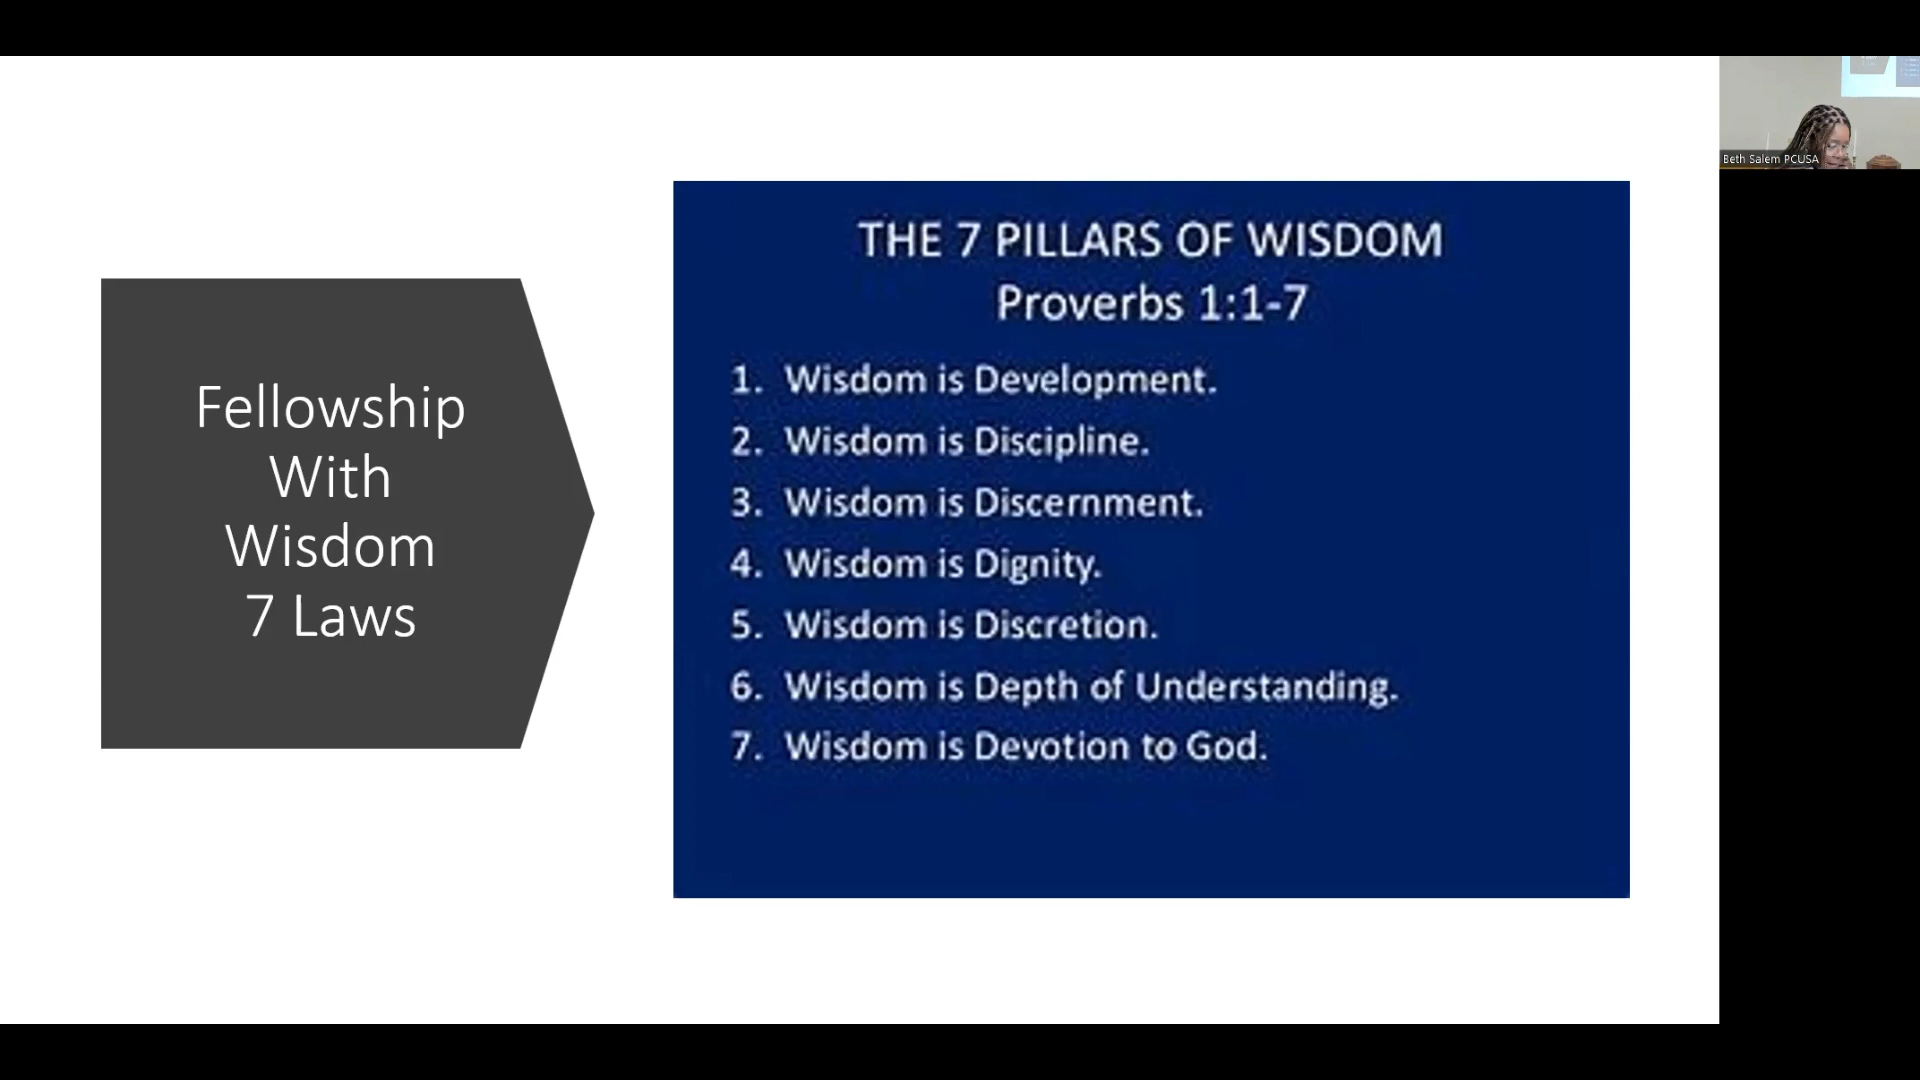 Fellowship
With
Wisdom
7 Laws
THE 7 PILLARS OF WISDOM
Proverbs 1:1-7
1. Wisdom is Development.
2. Wisdom is Discipline.
3. Wisdom is Discernment.
4. Wisdom is Dignity.
5. Wisdom is Discretion.
6. Wisdom is Depth of Understanding.
7. Wisdom is Devotion to God.
Beth Salem PCUSA